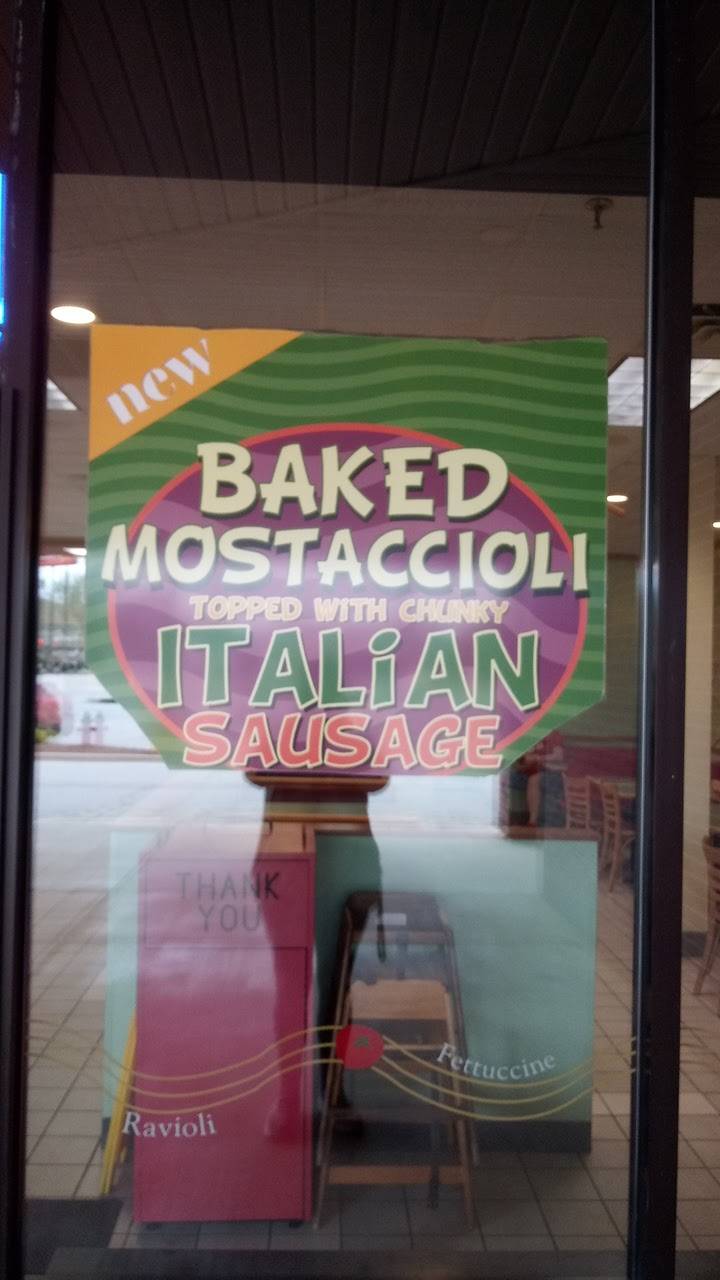 new
BAKED
MOSTACCIOLI
TOPPED WITH CHUNKY
ITALiAN
SAUSAGE
THANK
YOU
Fettuccine
Ravioli